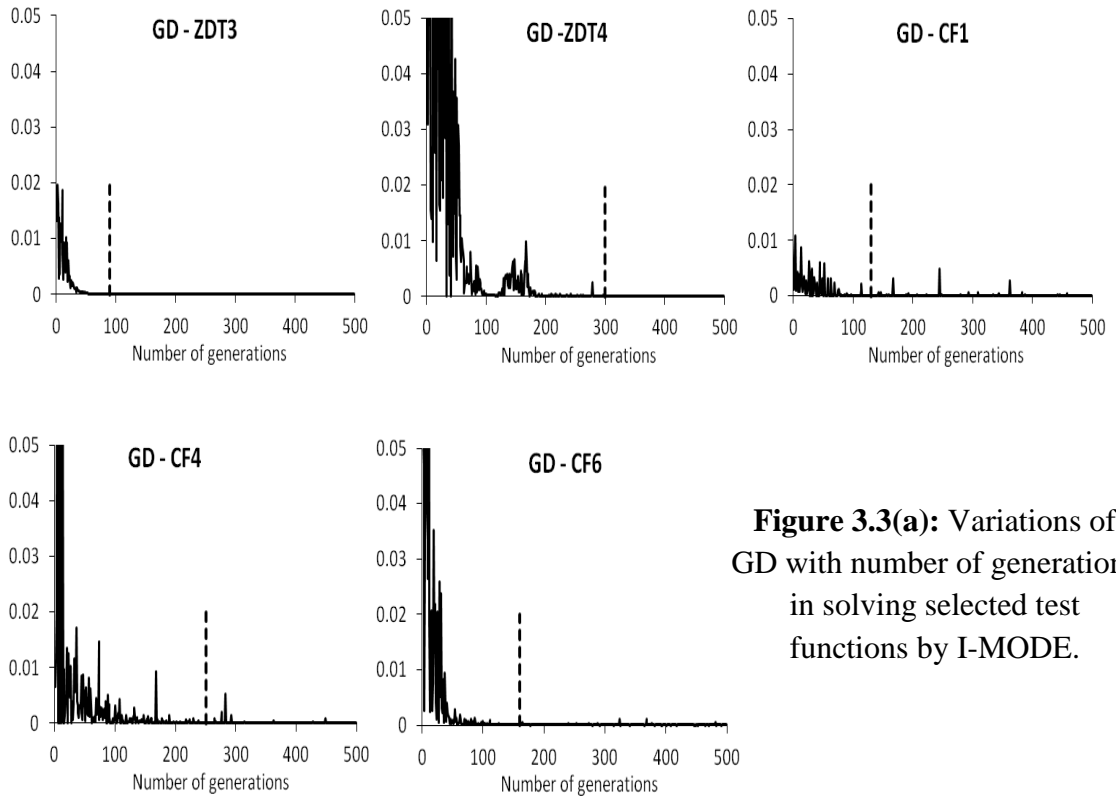 GD - ZDT3
0.05
0.04
0.03
0.02
0.01
0
0 100 200 300 400 500
Number of generations
GD -ZDT4
0.05
0.04
0.03
0.02
0.01
0
0 100 200 300 400 500
Number of generations
GD - CF1
0.05
0.04
0.03
0.02
0.01
0
0 100 200 300 400 500
Number of generations
GD - CF4
0.05
0.04
0.03
0.02
0.01
0
0 100 200 300 400 500
Number of generations
GD - CF6
0.05
0.04
0.03
0.02
0.01
0
0 100 200 300 400 500
Number of generations
Figure 3.3(a): Variations of
GD with number of generation
in solving selected test
functions by I-MODE.